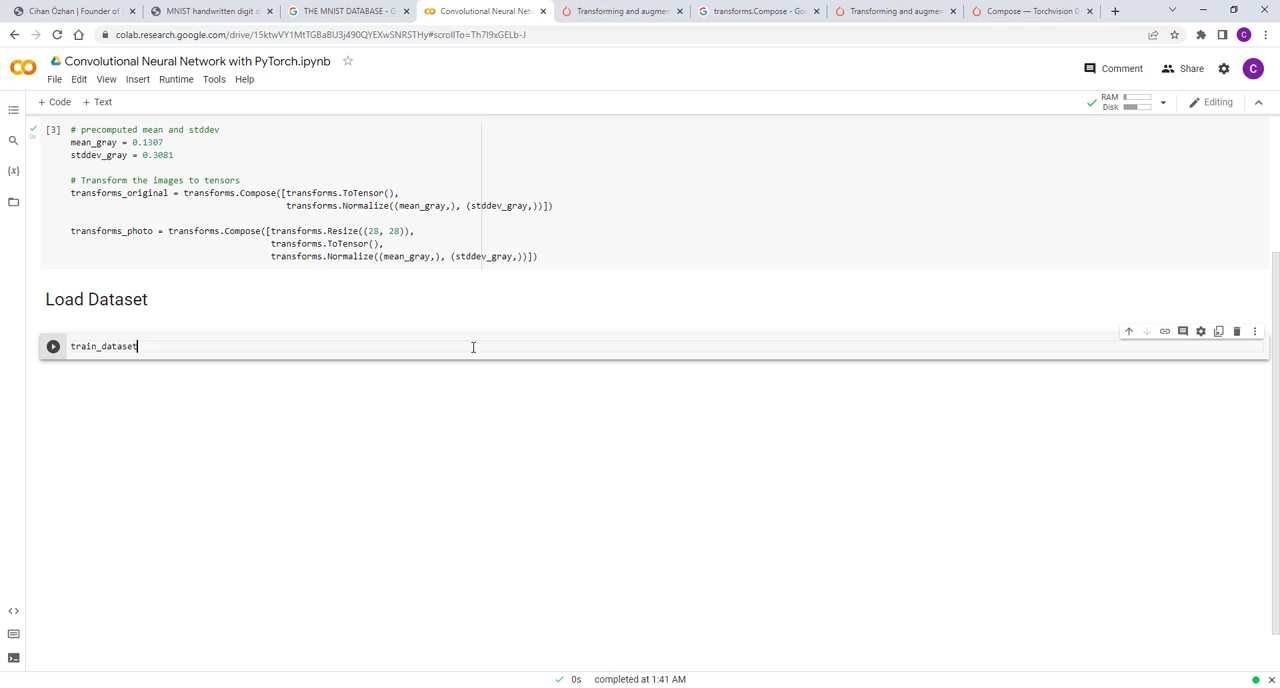 Cihan Özhan | Founder of
MNIST handwritten digit d
THE MNIST DATABASE - G
Convolutional Neural Netw
Transforming and augmen
transforms.Compose - Goo
Transforming and augmen
Compose — Torchvision 0
colab.research.google.com/drive/15ktwVY1MtTGBaBU3j490QYEXwSNRSTHy#scrollTo=Th7I9xGELb-J
C
CO
Convolutional Neural Network with PyTorch.ipynb
File Edit View Insert Runtime Tools Help
Comment Share C
+ Code + Text
RAM
Disk
Editing
[3] # precomputed mean and stddev
mean_gray = 0.1307
stddev_gray = 0.3081
# Transform the images to tensors
transforms_original = transforms.Compose([transforms.ToTensor(),
transforms.Normalize((mean_gray,), (stddev_gray,))])
transforms_photo = transforms.Compose([transforms.Resize((28, 28)),
transforms.ToTensor(),
transforms.Normalize((mean_gray,), (stddev_gray,))])
Load Dataset
train_dataset
0s completed at 1:41 AM